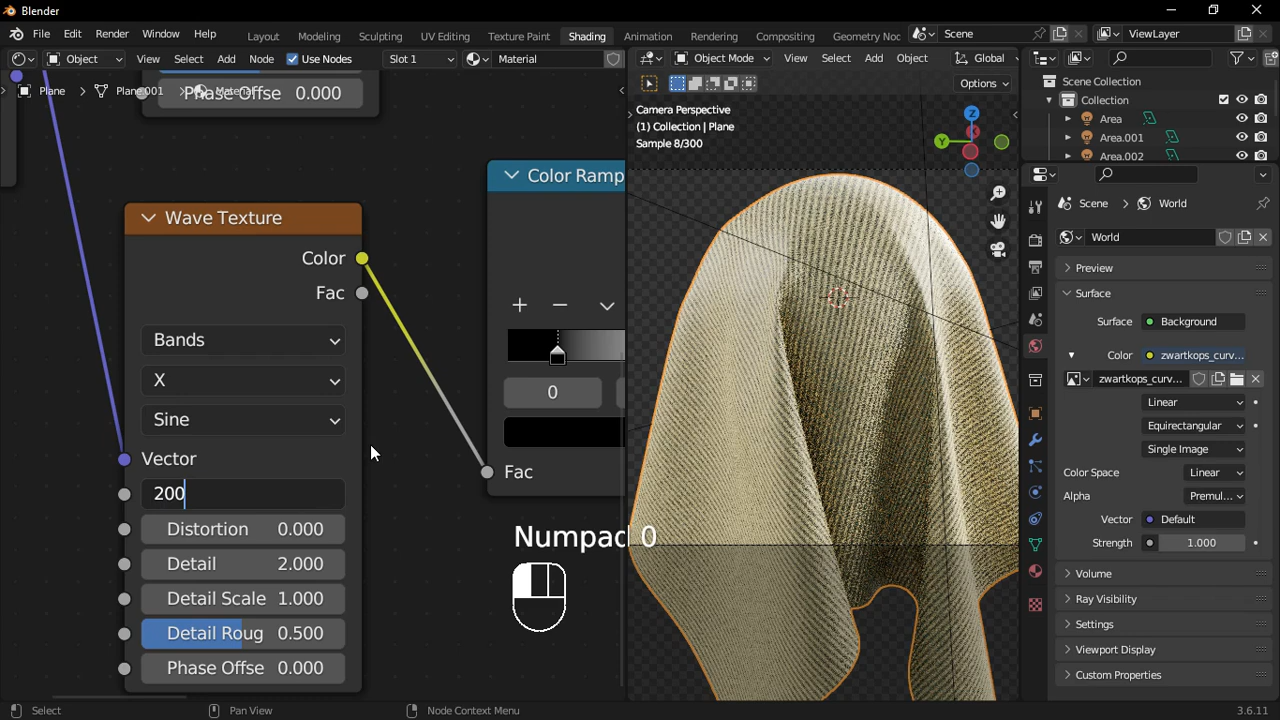 Blender
File Edit Render Window Help
Layout Modeling Sculpting UV Editing Texture Paint Shading Animation Rendering Compositing Geometry Noc
Scene ViewLayer
Object View Select Add Node Use Nodes Slot 1 Material
Object Mode View Select Add Object Global
Options
Plane Plane.001 Material
Phase Offse 0.000
Wave Texture
Color
Fac
Bands
X
Sine
Vector
200
Distortion 0.000
Detail 2.000
Detail Scale 1.000
Detail Roug 0.500
Phase Offse 0.000
Color Ramp
0
Fac
Numpad 0
Camera Perspective
(1) Collection | Plane
Sample 8/300
Z
Y
X
Scene Collection
Collection
Area
Area.001
Area.002
Scene World
World
Preview
Surface
Surface Background
Color zwartkops_curv...
zwartkops_curv...
Linear
Equirectangular
Single Image
Color Space Linear
Alpha Premul...
Vector Default
Strength 1.000
Volume
Ray Visibility
Settings
Viewport Display
Custom Properties
Select Pan View Node Context Menu
3.6.11